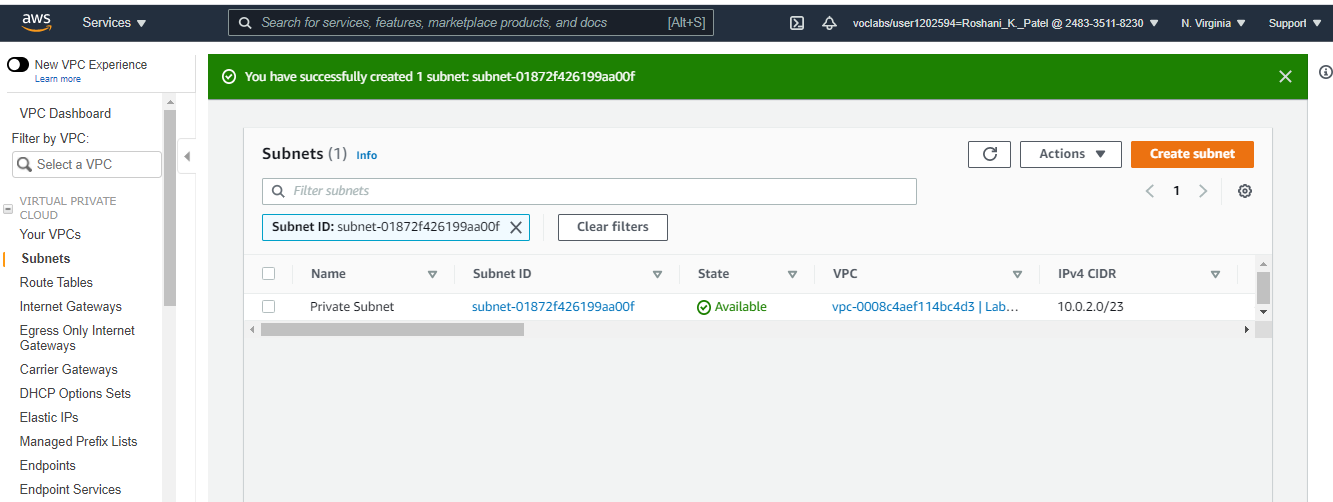 aws Services Search for services, features, marketplace products, and docs [Alt+S] voclabs/user1202594=Roshani_K._Patel @ 2483-3511-8230 N. Virginia Support
New VPC Experience
Learn more
You have successfully created 1 subnet: subnet-01872f426199aa00f
VPC Dashboard
Filter by VPC:
Select a VPC
VIRTUAL PRIVATE
CLOUD
Your VPCs
Subnets
Route Tables
Internet Gateways
Egress Only Internet
Gateways
Carrier Gateways
DHCP Options Sets
Elastic IPs
Managed Prefix Lists
Endpoints
Endpoint Services
Subnets (1) Info Actions Create subnet
Filter subnets 1
Subnet ID: subnet-01872f426199aa00f Clear filters
Name Subnet ID State VPC IPv4 CIDR
Private Subnet subnet-01872f426199aa00f Available vpc-0008c4aef114bc4d3 | Lab… 10.0.2.0/23